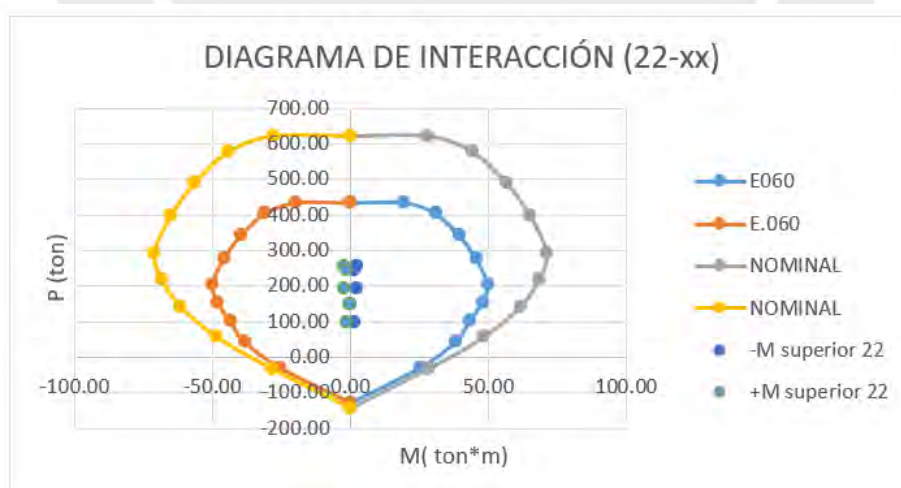 DIAGRAMA DE INTERACCIÓN (22-xx)
700.00
600.00
500.00
400.00
300.00
200.00
100.00
0.00
-100.00
-200.00
-100.00 -50.00 0.00 50.00 100.00
P (ton)
M( ton*m)
E060
E.060
NOMINAL
NOMINAL
-M superior 22
+M superior 22